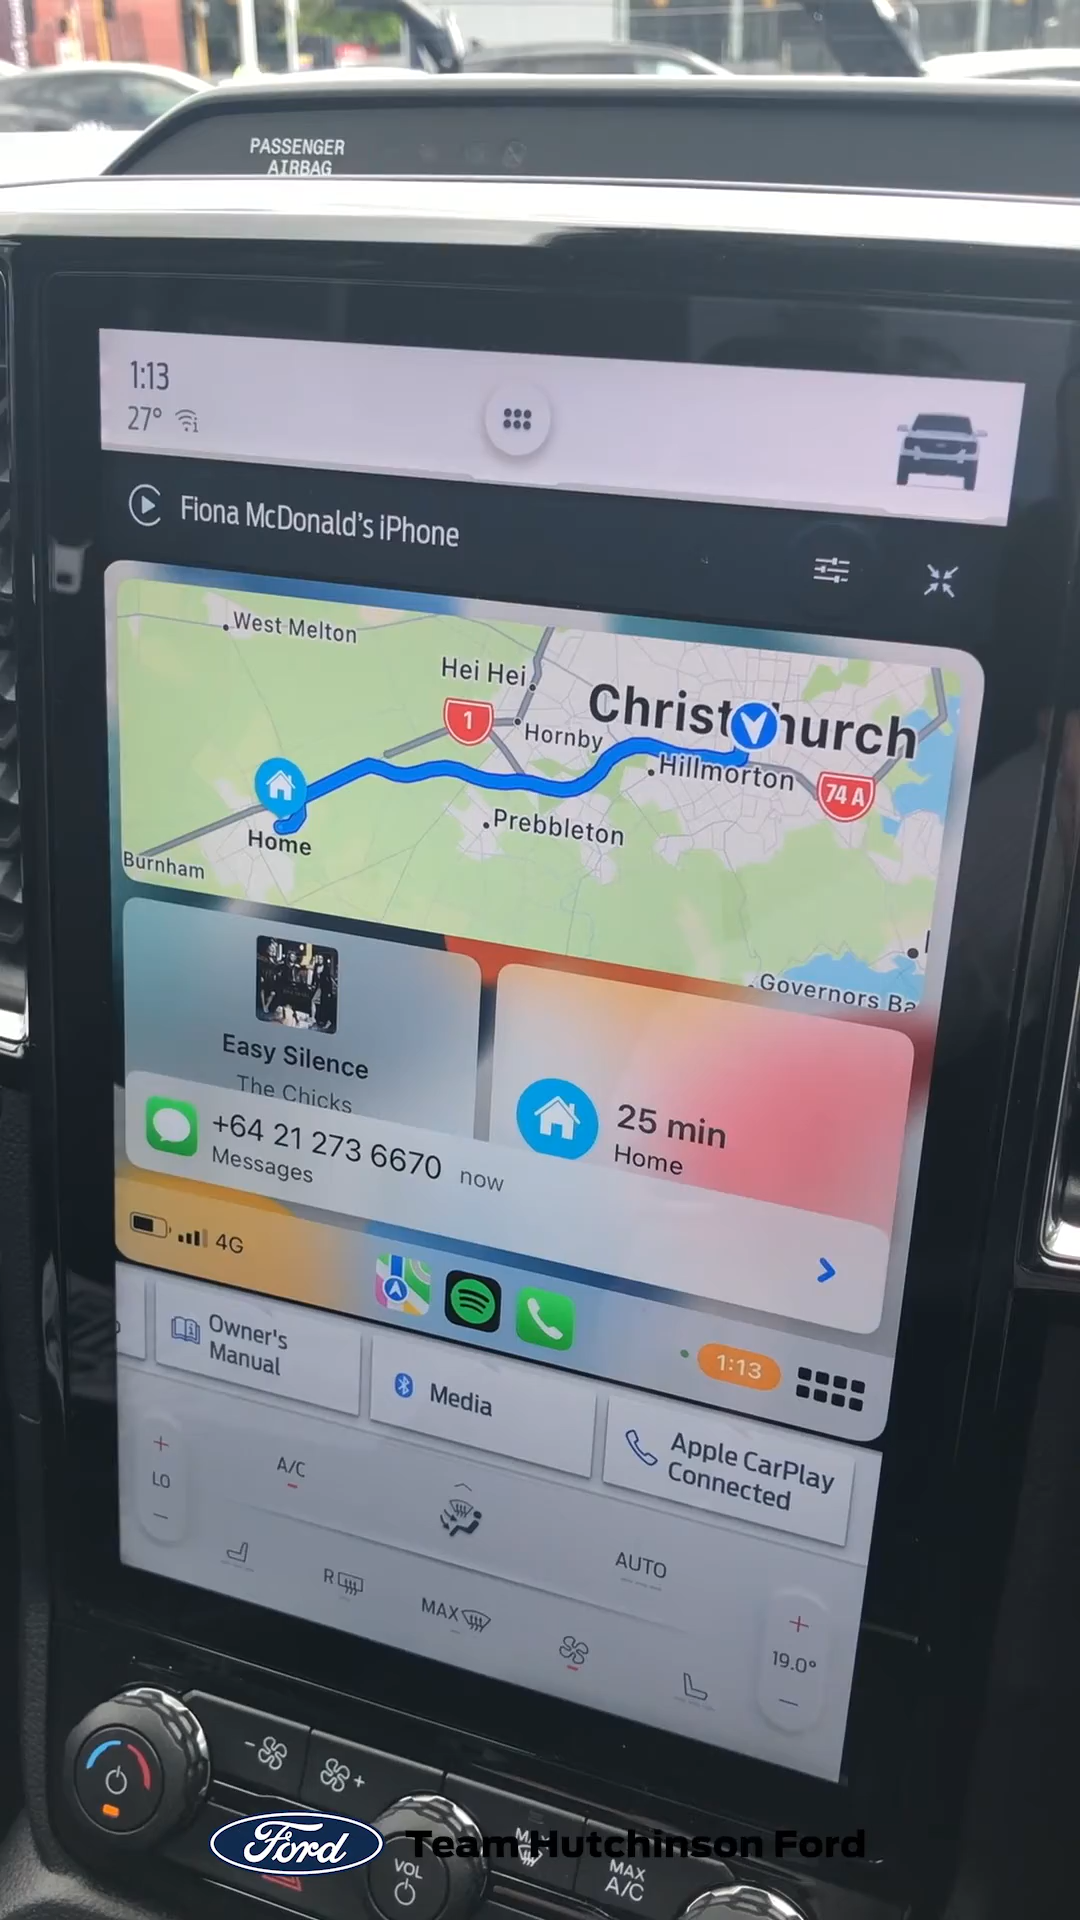 PASSENGER
AIRBAG
1:13
27°
Fiona McDonald's iPhone
West Melton
Hei Hei
Christchurch
1
Hornby
Hillmorton
74 A
Prebbleton
Home
Burnham
Governors Ba
Easy Silence
The Chicks
25 min
Home
+64 21 273 6670 now
Messages
4G
1:13
Owner's
Manual
Media
Apple CarPlay
Connected
LO
A/C
AUTO
R
MAX
19.0°
Ford
Team Hutchinson Ford
VOL
MAX
A/C